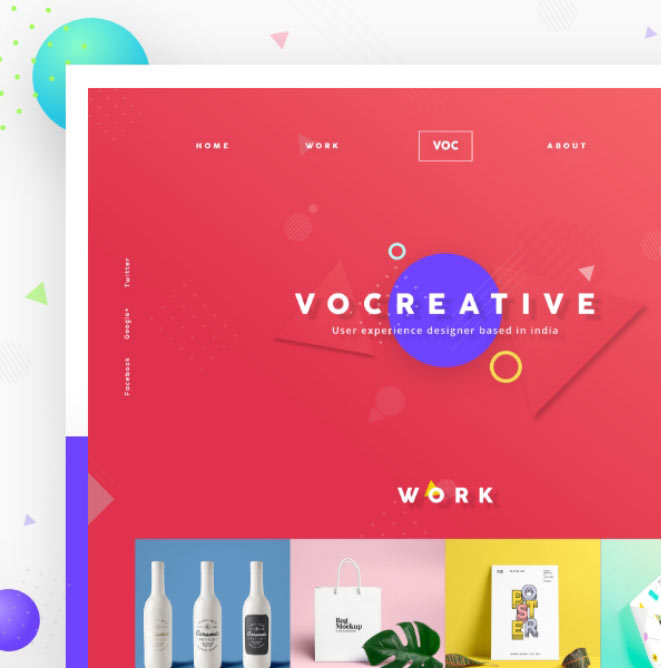 HOME
WORK
VOC
ABOUT
Twitter
Google+
Facebook
VOCREATIVE
User experience designer based in india
WORK
Bag
Mockup
POSTER